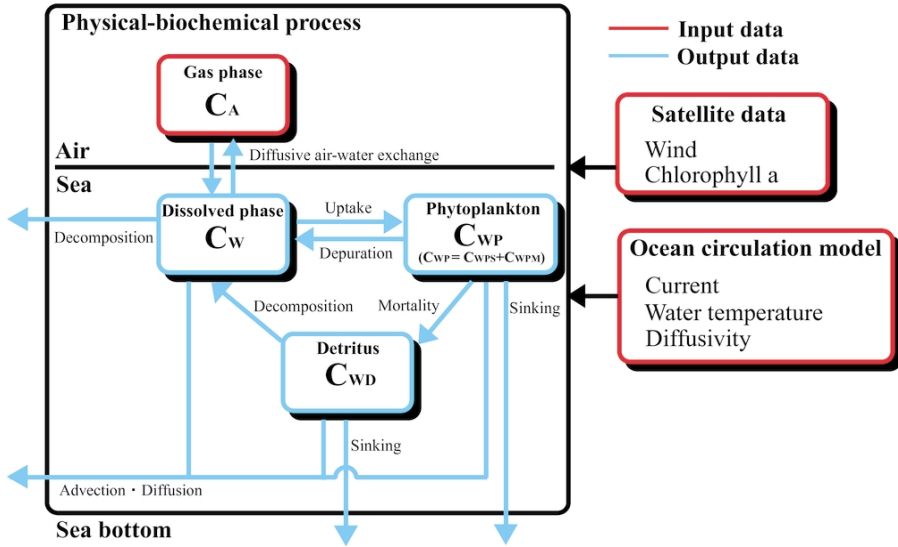 Physical-biochemical process
Input data
Output data
Gas phase
CA
Satellite data
Wind
Chlorophyll a
Air
Diffusive air-water exchange
Sea
Dissolved phase
CW
Uptake
Depuration
Phytoplankton
CWP
(CWP = CWPS+CWPM)
Decomposition
Ocean circulation model
Current
Water temperature
Diffusivity
Decomposition
Mortality
Sinking
Detritus
CWD
Sinking
Advection・Diffusion
Sea bottom